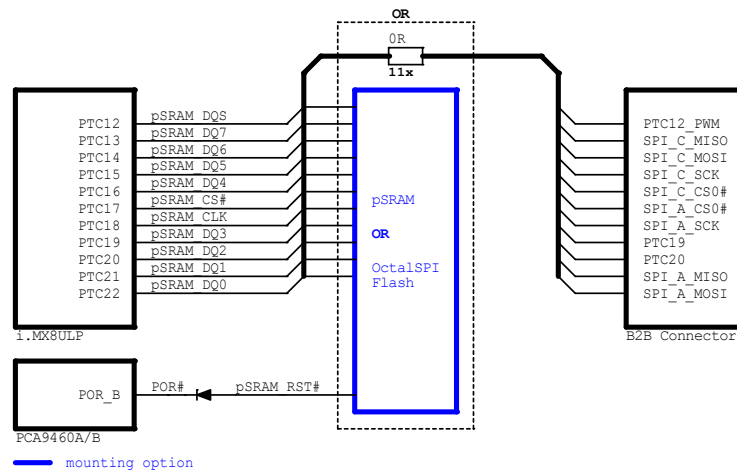 OR
0R
11x
PTC12 pSRAM_DQS PTC12_PWM
PTC13 pSRAM_DQ7 SPI_C_MISO
PTC14 pSRAM_DQ6 SPI_C_MOSI
PTC15 pSRAM_DQ5 SPI_C_SCK
PTC16 pSRAM_DQ4 SPI_C_CS0#
PTC17 pSRAM_CS# SPI_A_CS0#
PTC18 pSRAM_CLK SPI_A_SCK
PTC19 pSRAM_DQ3 PTC19
PTC20 pSRAM_DQ2 PTC20
PTC21 pSRAM_DQ1 SPI_A_MISO
PTC22 pSRAM_DQ0 SPI_A_MOSI
pSRAM
OR
OctalSPI
Flash
i.MX8ULP
B2B Connector
POR_B POR# pSRAM_RST#
PCA9460A/B
mounting option